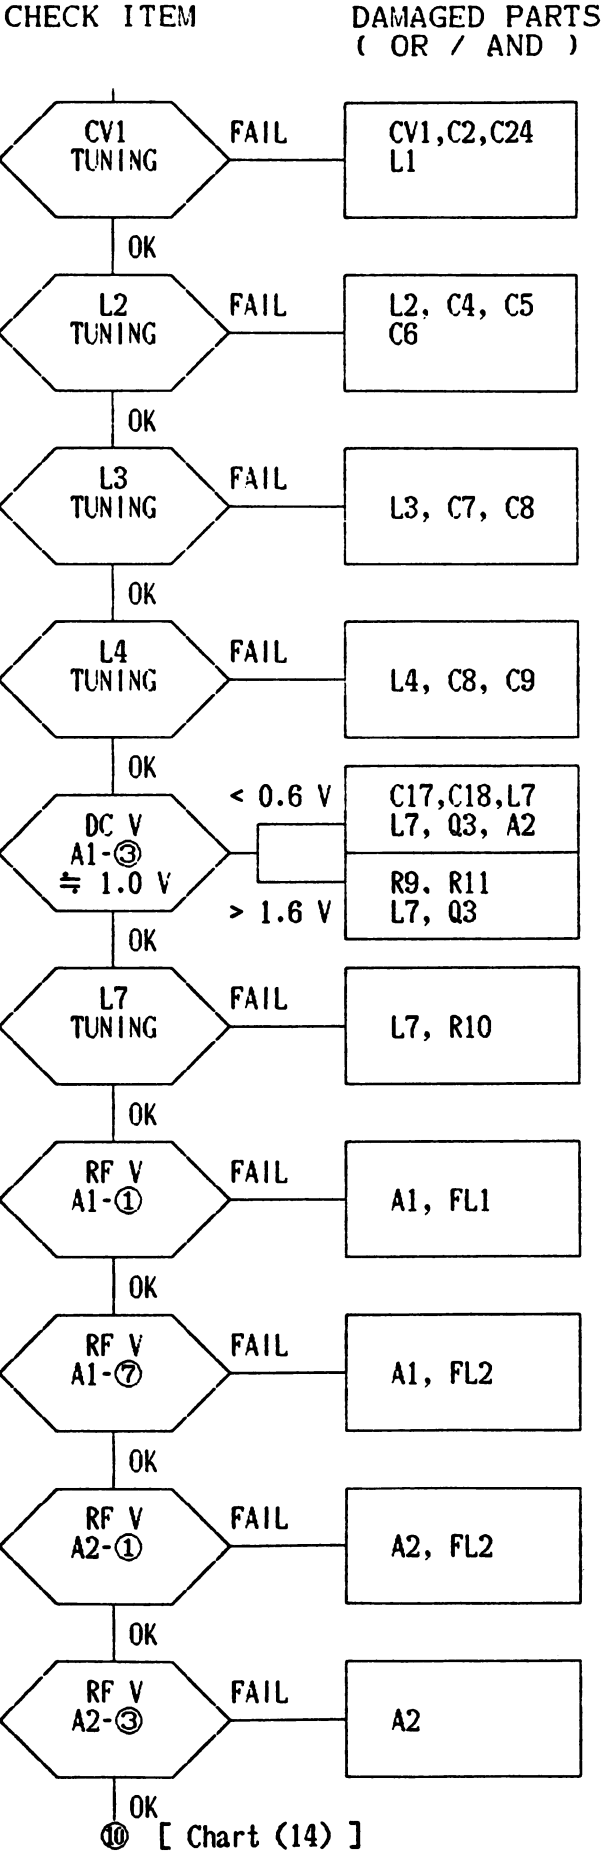 CHECK ITEM DAMAGED PARTS
( OR / AND )
CV1 FAIL CV1,C2,C24
TUNING L1
OK
L2 FAIL L2, C4, C5
TUNING C6
OK
L3 FAIL
TUNING L3, C7, C8
OK
L4 FAIL
TUNING L4, C8, C9
OK
< 0.6 V C17,C18,L7
DC V L7, Q3, A2
A1-③
≒ 1.0 V R9. R11
> 1.6 V L7, Q3
OK
L7 FAIL
TUNING L7, R10
OK
RF V FAIL
A1-① A1, FL1
OK
RF V FAIL
A1-⑦ A1, FL2
OK
RF V FAIL
A2-① A2, FL2
OK
RF V FAIL
A2-③ A2
OK
⑩ [ Chart (14) ]